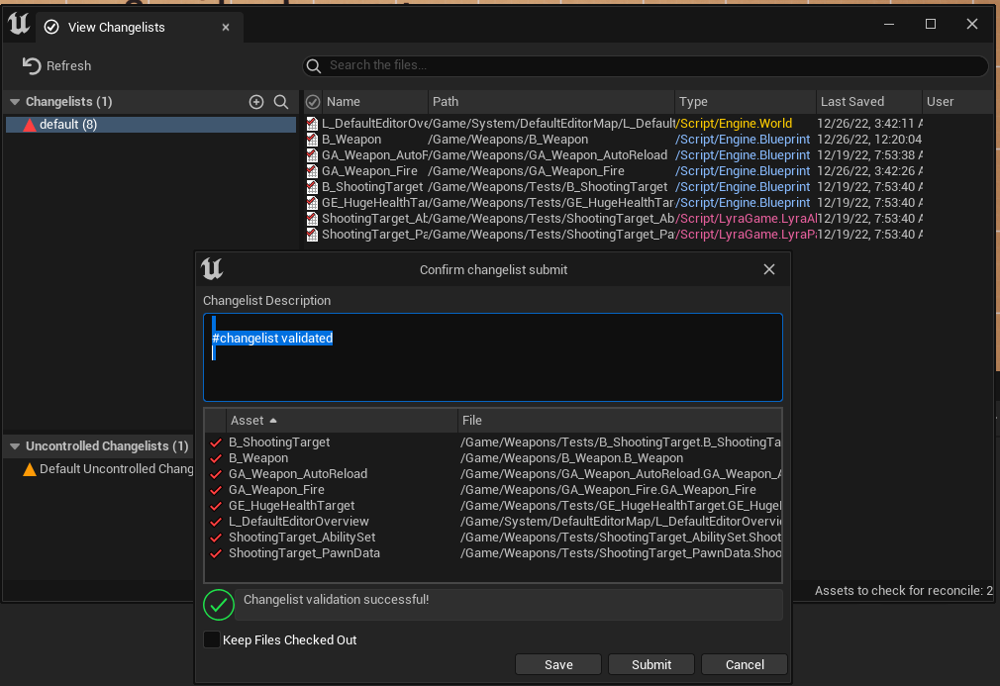 View Changelists
Refresh
Search the files...
Changelists (1)
default (8)
Name Path Type Last Saved User
L_DefaultEditorOve /Game/System/DefaultEditorMap/L_Default /Script/Engine.World 12/26/22, 3:42:11 A
B_Weapon /Game/Weapons/B_Weapon /Script/Engine.Blueprint 12/26/22, 12:20:04
GA_Weapon_AutoF /Game/Weapons/GA_Weapon_AutoReload /Script/Engine.Blueprint 12/19/22, 7:53:38 A
GA_Weapon_Fire /Game/Weapons/GA_Weapon_Fire /Script/Engine.Blueprint 12/26/22, 3:42:26 A
B_ShootingTarget /Game/Weapons/Tests/B_ShootingTarget /Script/Engine.Blueprint 12/19/22, 7:53:40 A
GE_HugeHealthTar /Game/Weapons/Tests/GE_HugeHealthTar /Script/Engine.Blueprint 12/19/22, 7:53:40 A
ShootingTarget_Ab /Game/Weapons/Tests/ShootingTarget_Ab /Script/LyraGame.LyraAl 12/19/22, 7:53:40 A
ShootingTarget_Pa /Game/Weapons/Tests/ShootingTarget_Pa /Script/LyraGame.LyraPa 12/19/22, 7:53:40 A
Confirm changelist submit
Changelist Description
#changelist validated
Asset File
B_ShootingTarget /Game/Weapons/Tests/B_ShootingTarget.B_ShootingTa
B_Weapon /Game/Weapons/B_Weapon.B_Weapon
GA_Weapon_AutoReload /Game/Weapons/GA_Weapon_AutoReload.GA_Weapon_A
GA_Weapon_Fire /Game/Weapons/GA_Weapon_Fire.GA_Weapon_Fire
GE_HugeHealthTarget /Game/Weapons/Tests/GE_HugeHealthTarget.GE_HugeH
L_DefaultEditorOverview /Game/System/DefaultEditorMap/L_DefaultEditorOvervi
ShootingTarget_AbilitySet /Game/Weapons/Tests/ShootingTarget_AbilitySet.Shoot
ShootingTarget_PawnData /Game/Weapons/Tests/ShootingTarget_PawnData.Shoo
Changelist validation successful!
Keep Files Checked Out
Save Submit Cancel
Uncontrolled Changelists (1)
Default Uncontrolled Chang
Assets to check for reconcile: 2